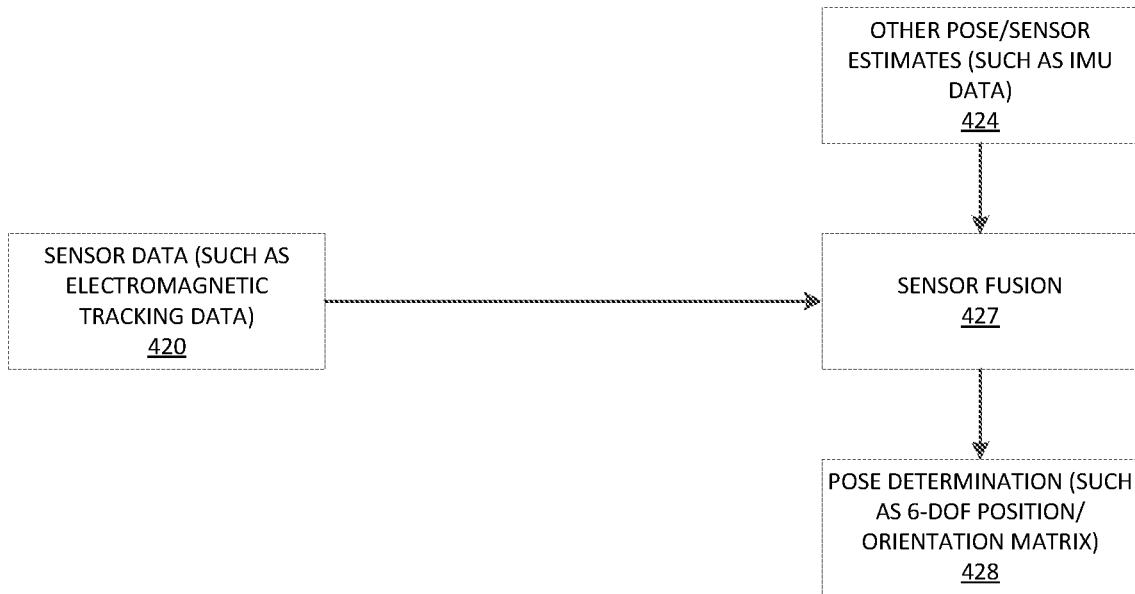 OTHER POSE/SENSOR
ESTIMATES (SUCH AS IMU
DATA)
424
SENSOR DATA (SUCH AS
ELECTROMAGNETIC
TRACKING DATA)
420
SENSOR FUSION
427
POSE DETERMINATION (SUCH
AS 6-DOF POSITION/
ORIENTATION MATRIX)
428